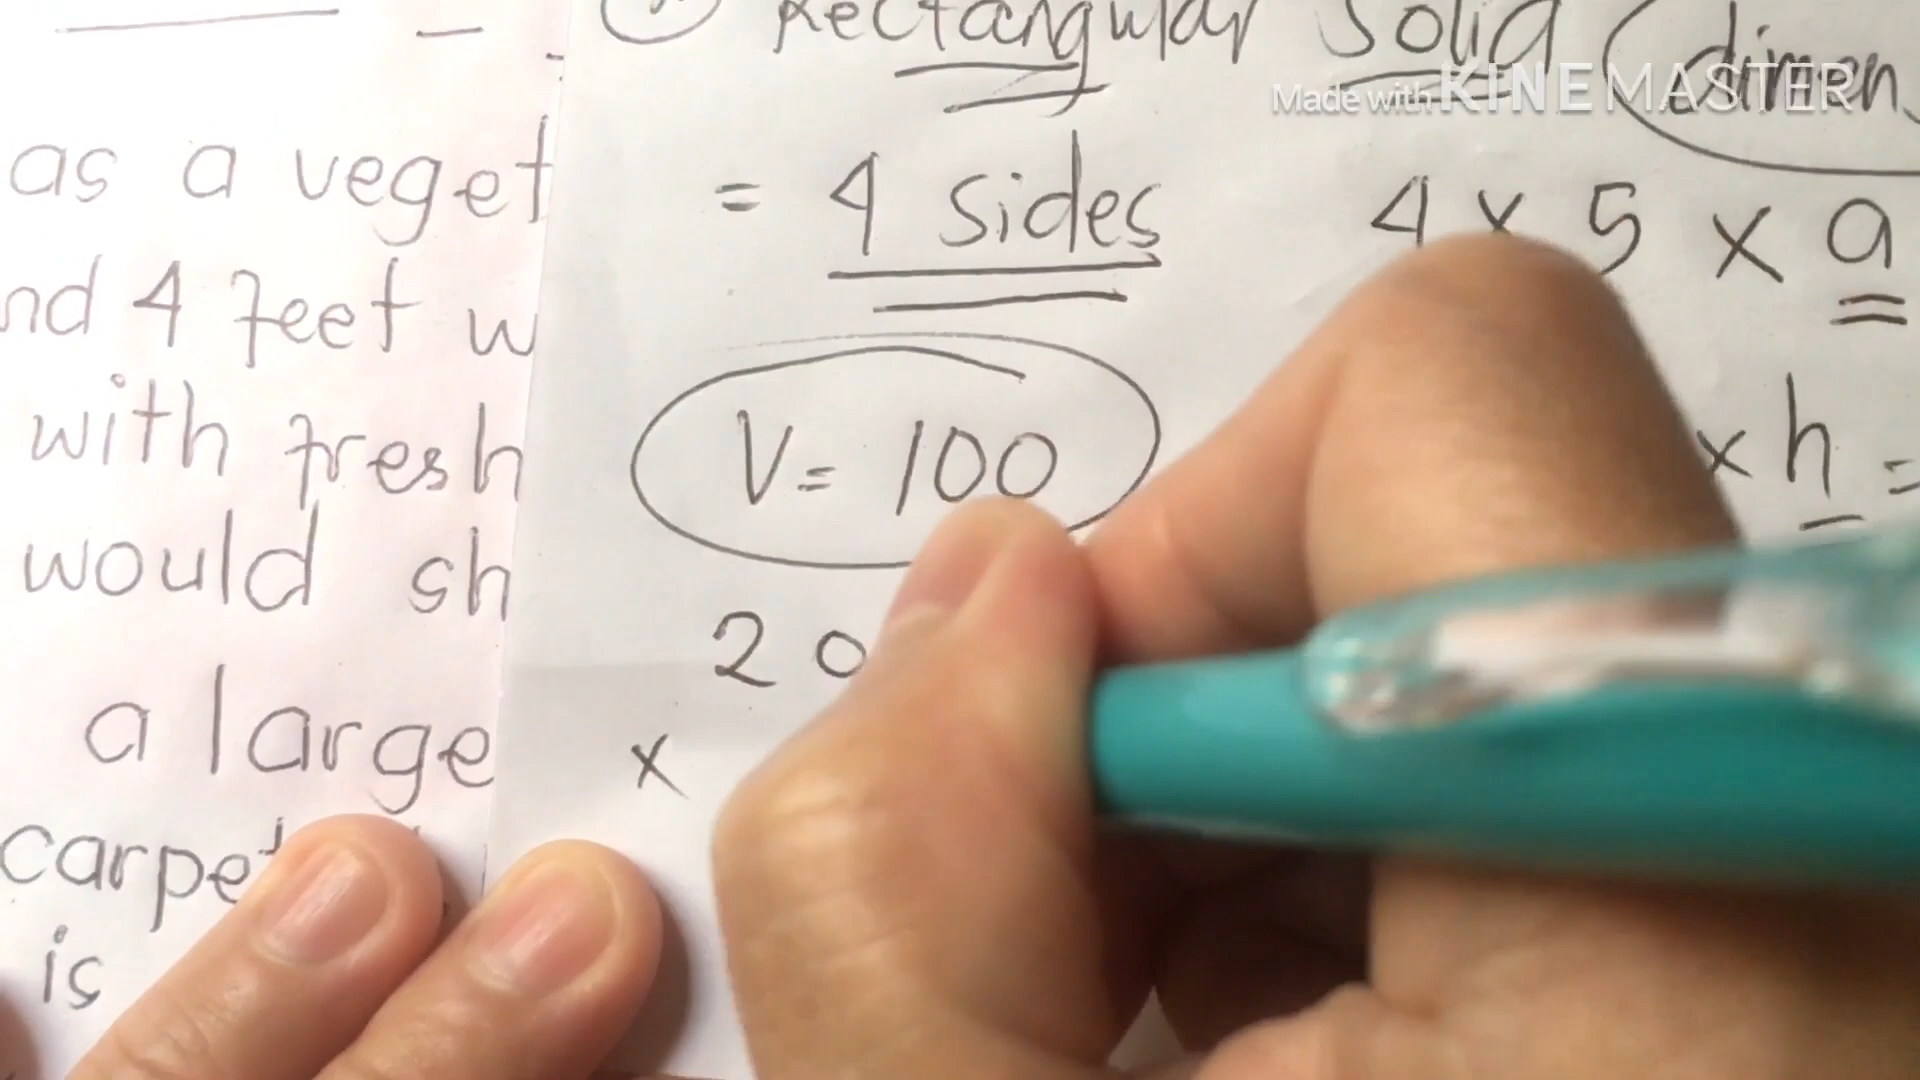 Rectangular Solid
Made with KINEMASTER
= 4 sides
4 x 5 x a
V = 100
x h =
20
x
as a veget
nd 4 feet w
with fresh
would sh
a large
carpet
is